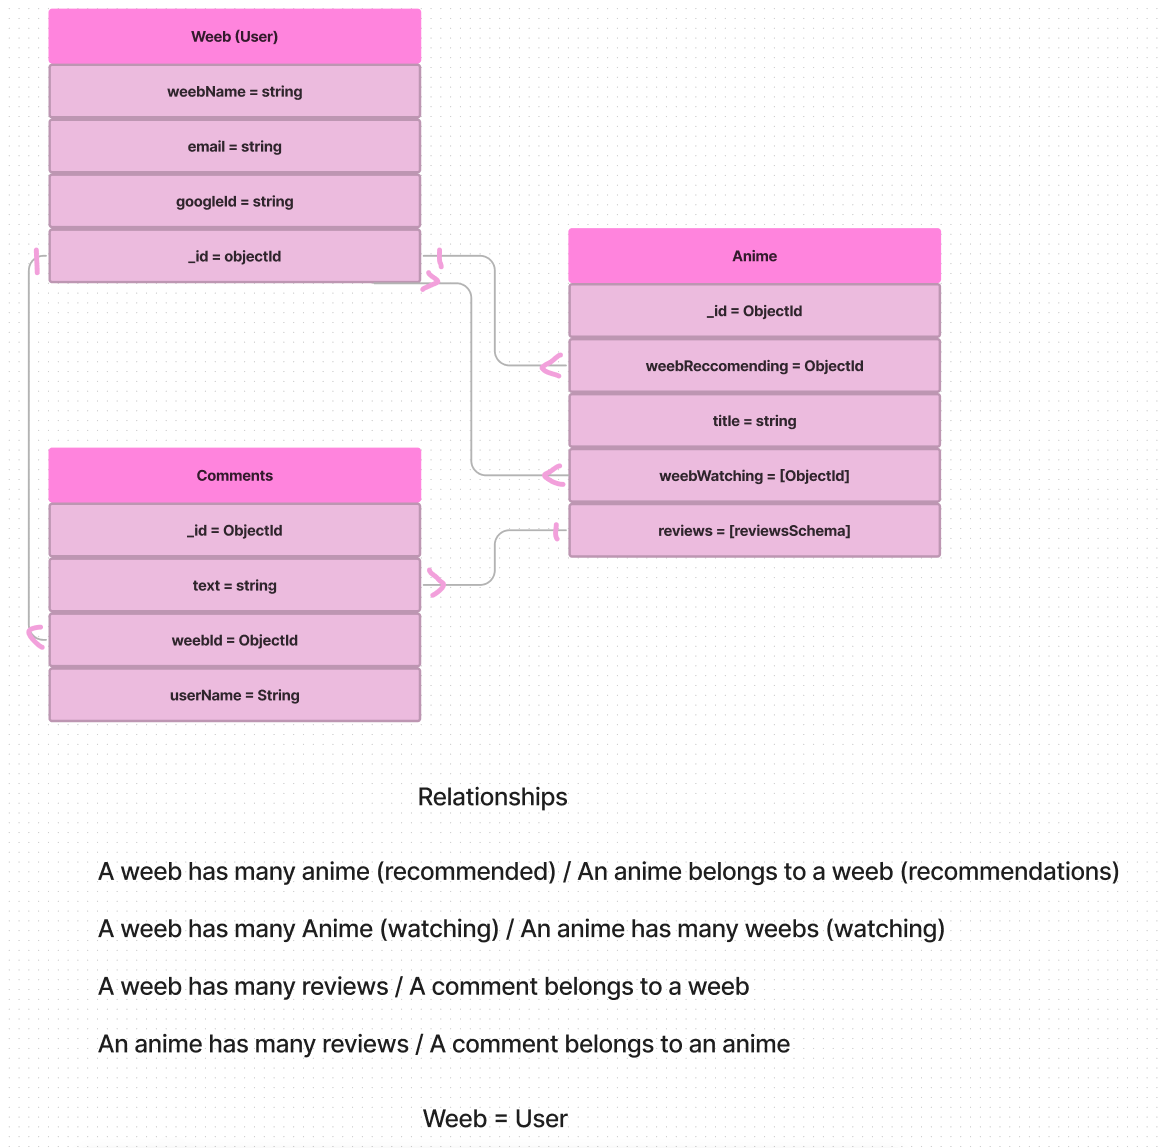 Weeb (User)
weebName = string
email = string
googleId = string
_id = objectId
Anime
_id = ObjectId
weebReccomending = ObjectId
title = string
weebWatching = [ObjectId]
reviews = [reviewsSchema]
Comments
_id = ObjectId
text = string
weebId = ObjectId
userName = String
Relationships
A weeb has many anime (recommended) / An anime belongs to a weeb (recommendations)
A weeb has many Anime (watching) / An anime has many weebs (watching)
A weeb has many reviews / A comment belongs to a weeb
An anime has many reviews / A comment belongs to an anime
Weeb = User